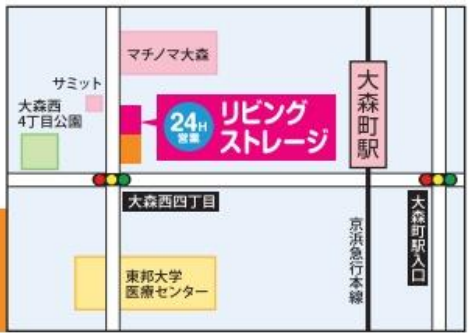 マチノマ大森
サミット
大森西
4丁目公園
24H
営業
リビング
ストレージ
大森町駅
大森西四丁目
東邦大学
医療センター
京浜急行本線
大森町駅入口